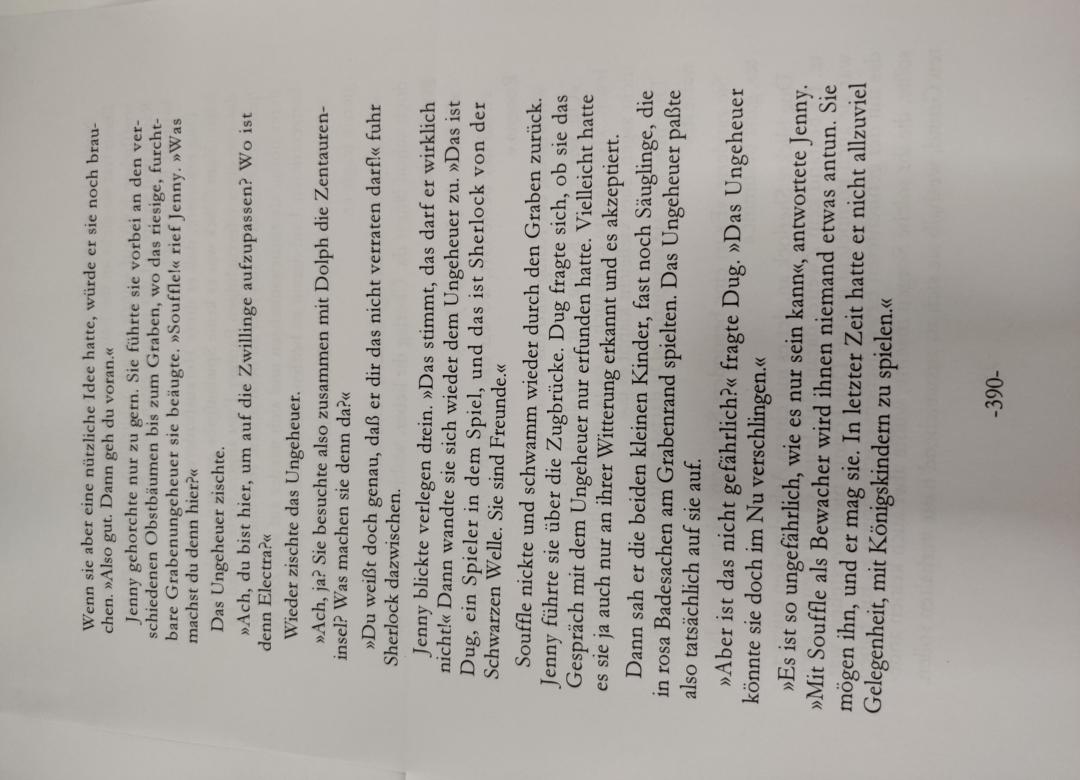 Wenn sie aber eine nützliche Idee hatte, würde er sie noch brau-
chen. »Also gut. Dann geh du voran.«
Jenny gehorchte nur zu gern. Sie führte sie vorbei an den ver-
schiedenen Obstbäumen bis zum Graben, wo das riesige, furcht-
bare Grabenungeheuer sie beäugte. »Souffle!« rief Jenny. »Was
machst du denn hier?«
Das Ungeheuer zischte.
»Ach, du bist hier, um auf die Zwillinge aufzupassen? Wo ist
denn Electra?«
Wieder zischte das Ungeheuer.
»Ach, ja? Sie besuchte also zusammen mit Dolph die Zentauren-
insel? Was machen sie denn da?«
»Du weißt doch genau, daß er dir das nicht verraten darf!« fuhr
Sherlock dazwischen.
Jenny blickte verlegen drein. »Das stimmt, das darf er wirklich
nicht!« Dann wandte sie sich wieder dem Ungeheuer zu. »Das ist
Dug, ein Spieler in dem Spiel, und das ist Sherlock von der
Schwarzen Welle. Sie sind Freunde.«
Souffle nickte und schwamm wieder durch den Graben zurück.
Jenny führte sie über die Zugbrücke. Dug fragte sich, ob sie das
Gespräch mit dem Ungeheuer nur erfunden hatte. Vielleicht hatte
es sie ja auch nur an ihrer Witterung erkannt und es akzeptiert.
Dann sah er die beiden kleinen Kinder, fast noch Säuglinge, die
in rosa Badesachen am Grabenrand spielten. Das Ungeheuer paßte
also tatsächlich auf sie auf.
»Aber ist das nicht gefährlich?« fragte Dug. »Das Ungeheuer
könnte sie doch im Nu verschlingen.«
»Es ist so ungefährlich, wie es nur sein kann«, antwortete Jenny.
»Mit Souffle als Bewacher wird ihnen niemand etwas antun. Sie
mögen ihn, und er mag sie. In letzter Zeit hatte er nicht allzuviel
Gelegenheit, mit Königskindern zu spielen.«
-390-